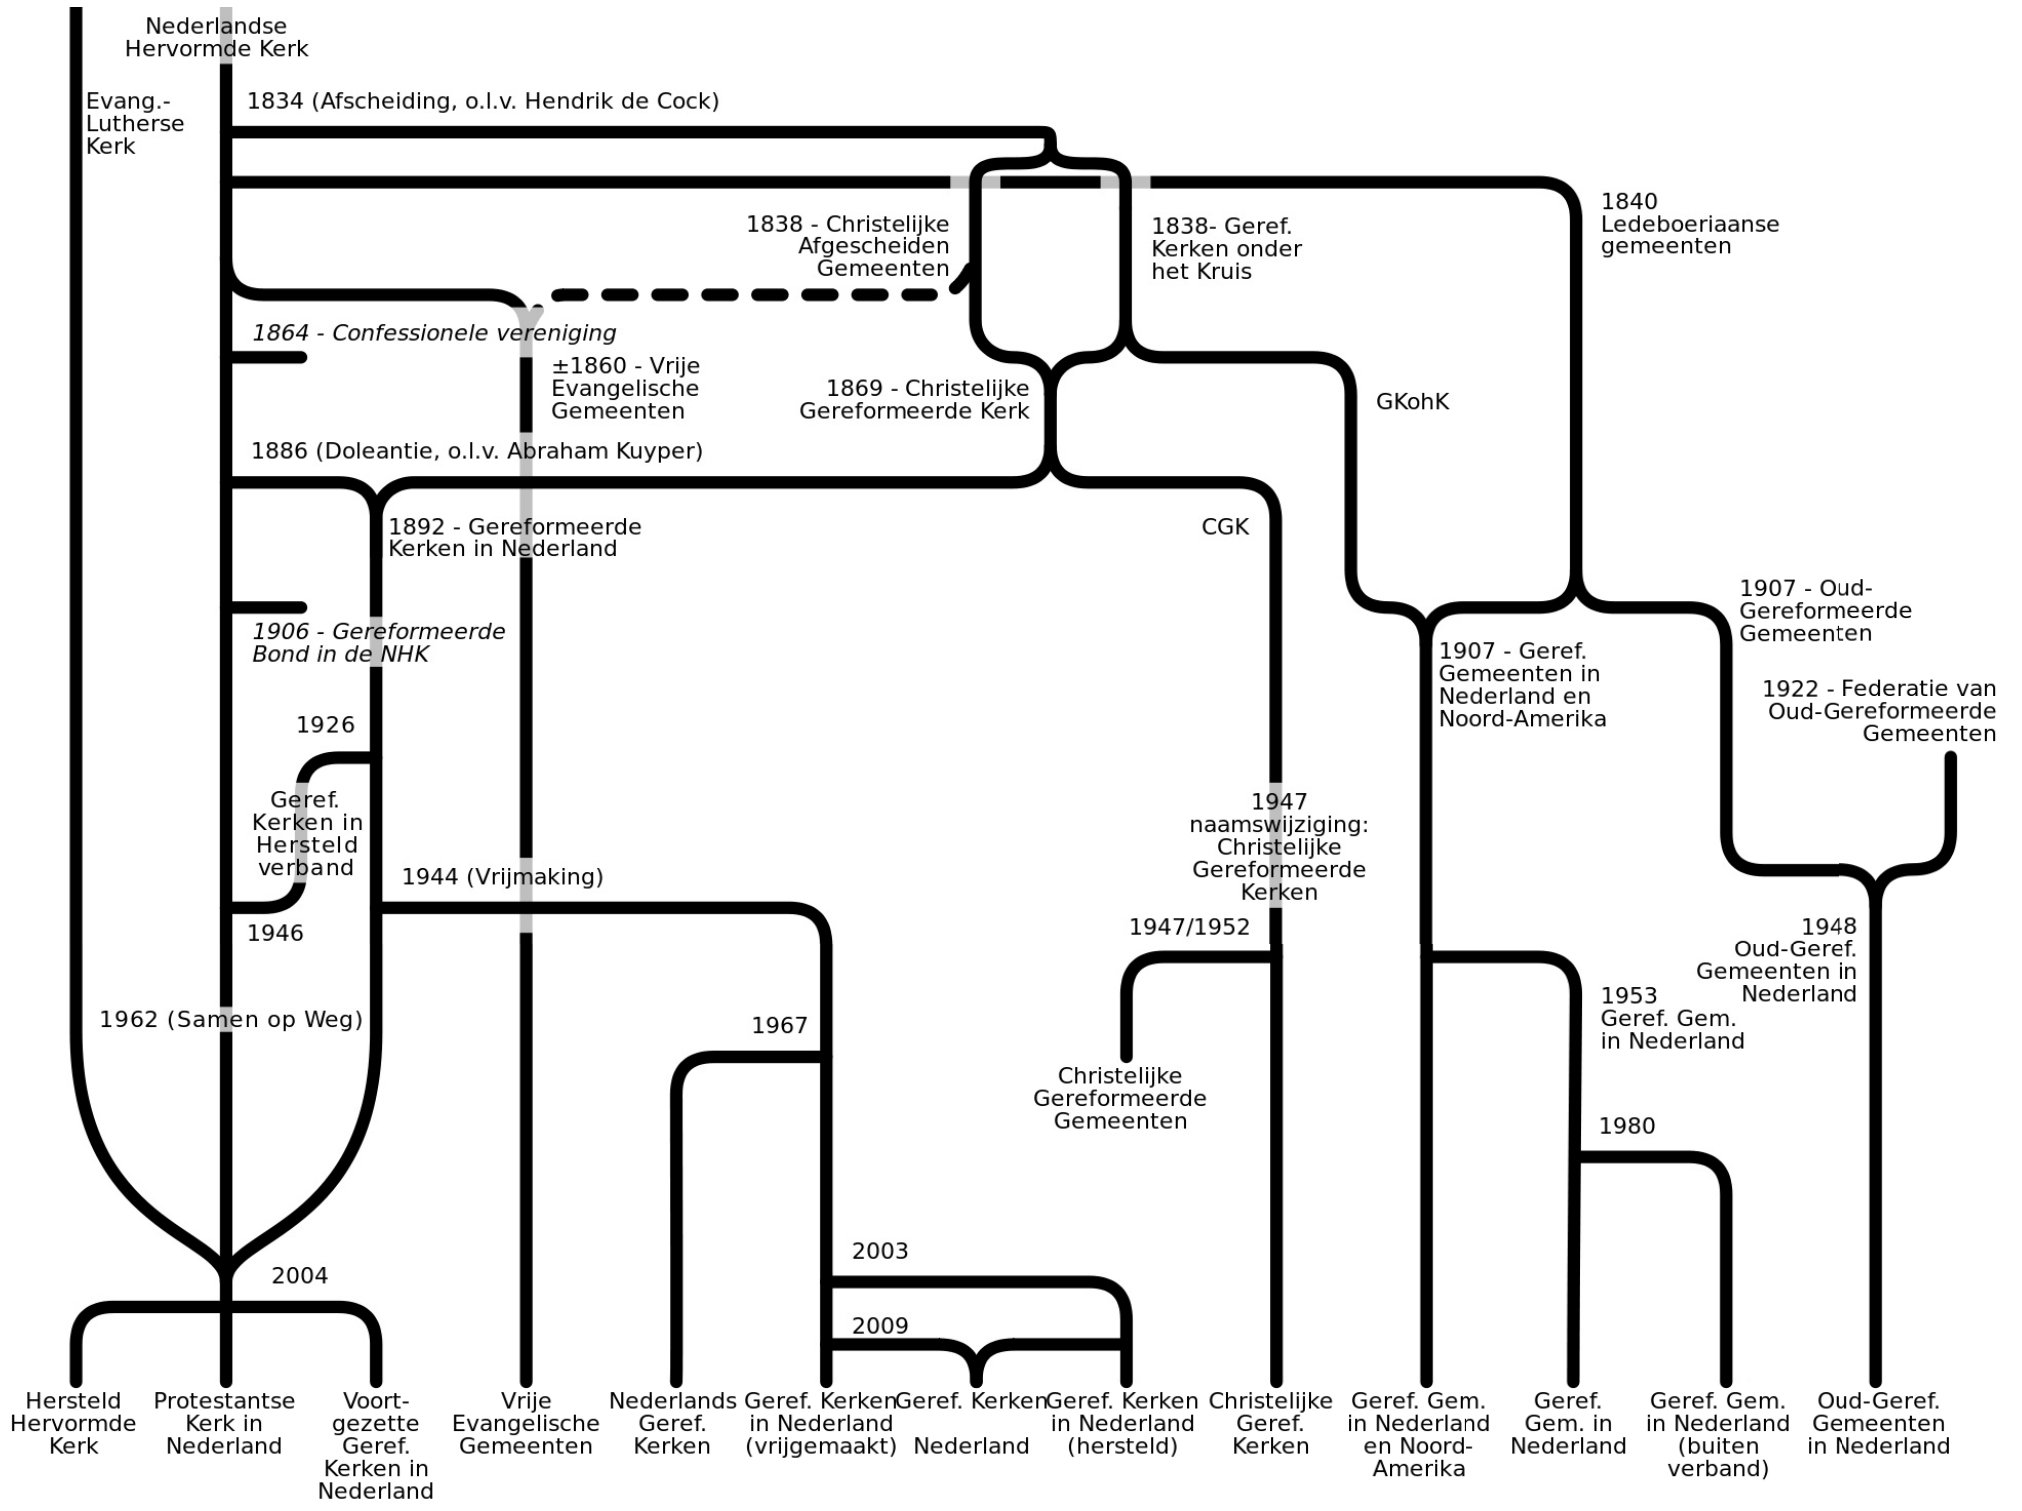 Nederlandse
Hervormde Kerk
Evang.-
Lutherse
Kerk
1834 (Afscheiding, o.l.v. Hendrik de Cock)
1840
Ledeboeriaanse
gemeenten
1838 - Christelijke
Afgescheiden
Gemeenten
1838- Geref.
Kerken onder
het Kruis
1864 - Confessionele vereniging
±1860 - Vrije
Evangelische
Gemeenten
1869 - Christelijke
Gereformeerde Kerk
GKohK
1886 (Doleantie, o.l.v. Abraham Kuyper)
1892 - Gereformeerde
Kerken in Nederland
CGK
1907 - Oud-
Gereformeerde
Gemeenten
1906 - Gereformeerde
Bond in de NHK
1907 - Geref.
Gemeenten in
Nederland en
Noord-Amerika
1922 - Federatie van
Oud-Gereformeerde
Gemeenten
1926
Geref.
Kerken in
Hersteld
verband
1947
naamswijziging:
Christelijke
Gereformeerde
Kerken
1944 (Vrijmaking)
1946
1947/1952
1948
Oud-Geref.
Gemeenten in
Nederland
1953
Geref. Gem.
in Nederland
1962 (Samen op Weg)
1967
Christelijke
Gereformeerde
Gemeenten
1980
2003
2004
2009
Hersteld
Hervormde
Kerk
Protestantse
Kerk in
Nederland
Voort-
gezette
Geref.
Kerken in
Nederland
Vrije
Evangelische
Gemeenten
Nederlands
Geref.
Kerken
Geref. Kerken
in Nederland
(vrijgemaakt)
Geref. Kerken
Nederland
Geref. Kerken
in Nederland
(hersteld)
Christelijke
Geref.
Kerken
Geref. Gem.
in Nederland
en Noord-
Amerika
Geref.
Gem. in
Nederland
Geref. Gem.
in Nederland
(buiten
verband)
Oud-Geref.
Gemeenten
in Nederland